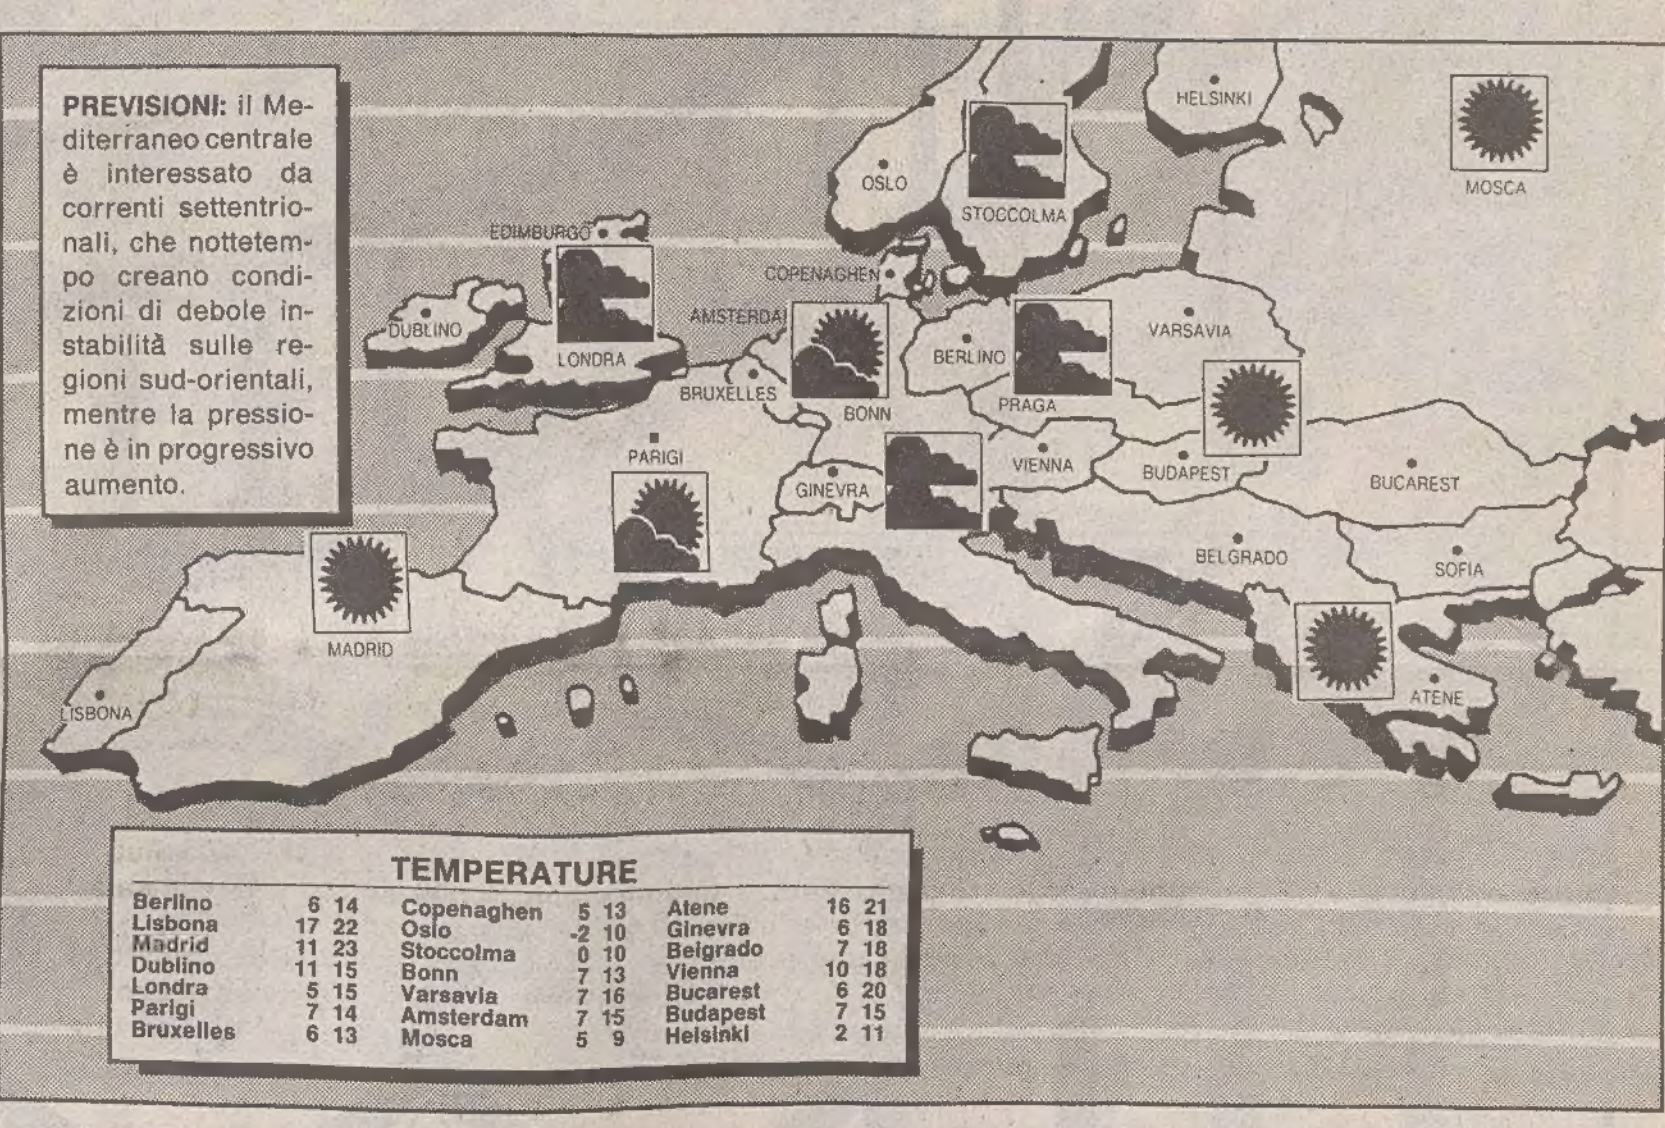 PREVISIONI: il Me-
diterraneo centrale
è interessato da
correnti settentrio-
nali, che nottetem-
po creano condi-
zioni di debole in-
stabilità sulle re-
gioni sud-orientali,
mentre la pressio-
ne è in progressivo
aumento.
HELSINKI
MOSCA
OSLO
STOCCOLMA
EDIMBURGO
COPENAGHEN
AMSTERDA
DUBLINO
LONDRA
VARSAVIA
BERLINO
BRUXELLES
BONN
PRAGA
PARIGI
VIENNA
BUDAPEST
BUCAREST
GINEVRA
BELGRADO
SOFIA
MADRID
ATENE
LISBONA
TEMPERATURE
Berlino 6 14
Lisbona 17 22
Madrid 11 23
Dublino 11 15
Londra 5 15
Parigi 7 14
Bruxelles 6 13
Copenaghen 5 13
Oslo -2 10
Stoccolma 0 10
Bonn 7 13
Varsavia 7 16
Amsterdam 7 15
Mosca 5 9
Atene 16 21
Ginevra 6 18
Belgrado 7 18
Vienna 10 18
Bucarest 6 20
Budapest 7 15
Helsinki 2 11